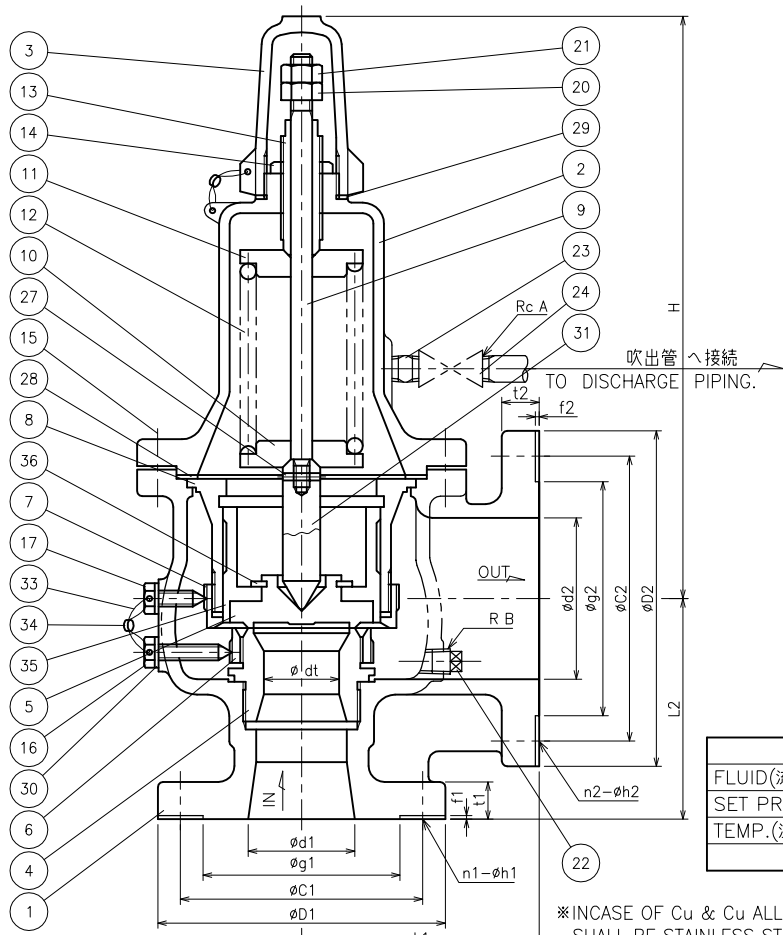 3
13
14
11
12
10
27
15
28
8
36
7
17
33
34
35
5
16
30
6
4
1
21
20
29
2
9
23
24
31
22
Rc A
吹出管 へ接続
TO DISCHARGE PIPING.
H
t2
f2
OUT
R B
ød2
øg2
øC2
øD2
L2
ø dt
IN
f1
t1
ød1
øg1
øC1
øD1
n1-øh1
n2-øh2
FLUID(
SET PR
TEMP.(
※INCASE OF Cu & Cu ALL